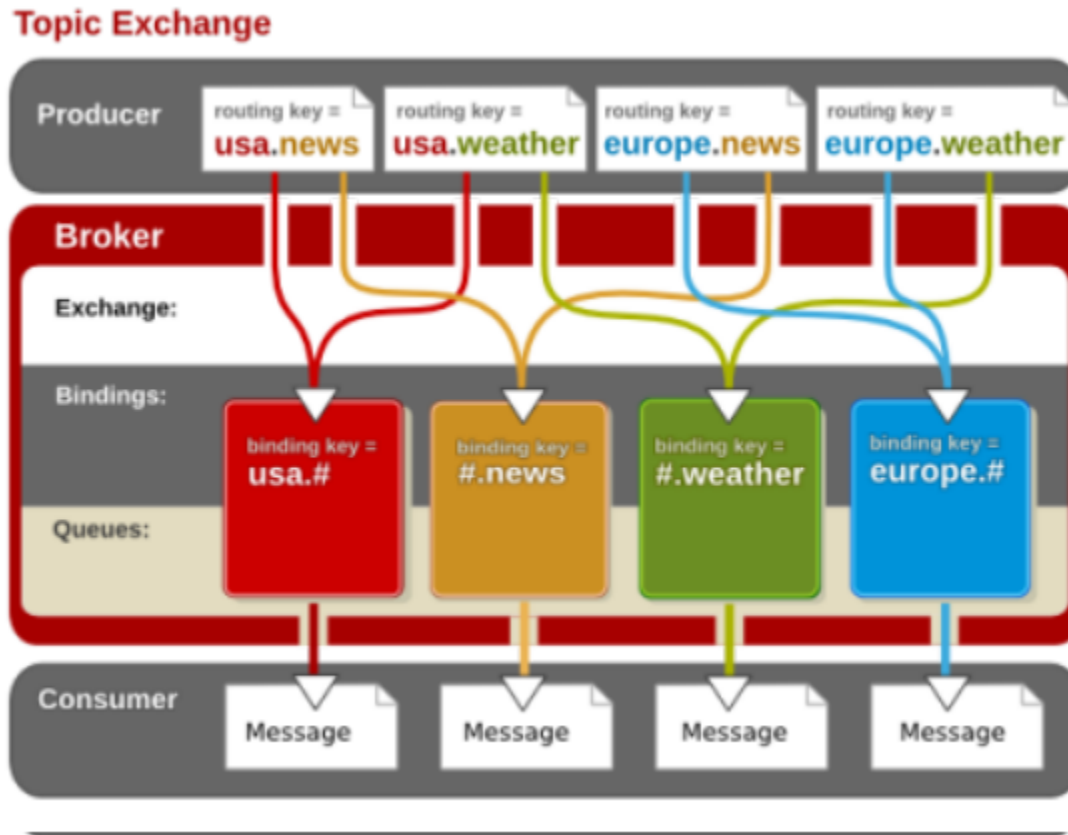 Topic Exchange
Producer
routing key =
usa.news
routing key =
usa.weather
routing key =
europe.news
routing key =
europe.weather
Broker
Exchange:
Bindings:
binding key =
usa.#
binding key =
#.news
binding key =
#.weather
binding key =
europe.#
Queues:
Consumer
Message
Message
Message
Message